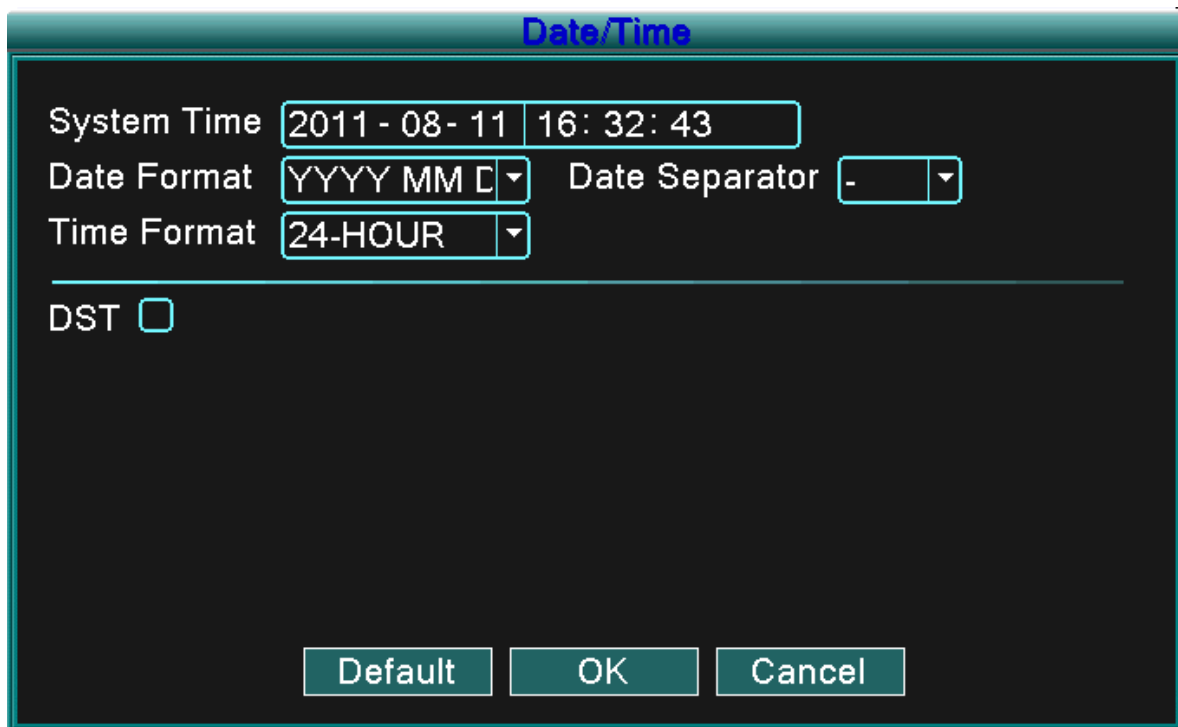 Date/Time
System Time 2011 - 08 - 11 16: 32: 43
Date Format YYYY MM D Date Separator -
Time Format 24-HOUR
DST
Default OK Cancel